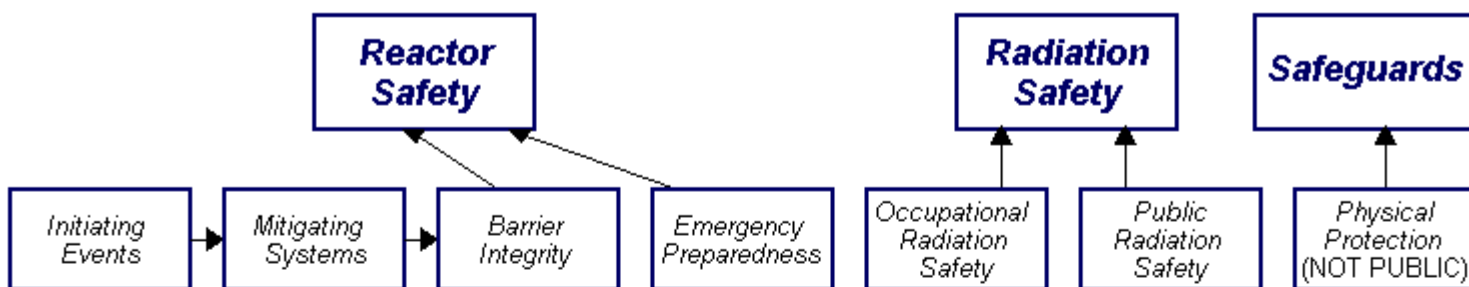 Reactor
Safety
Radiation
Safety
Safeguards
Initiating
Events
Mitigating
Systems
Barrier
Integrity
Emergency
Preparedness
Occupational
Radiation
Safety
Public
Radiation
Safety
Physical
Protection
(NOT PUBLIC)